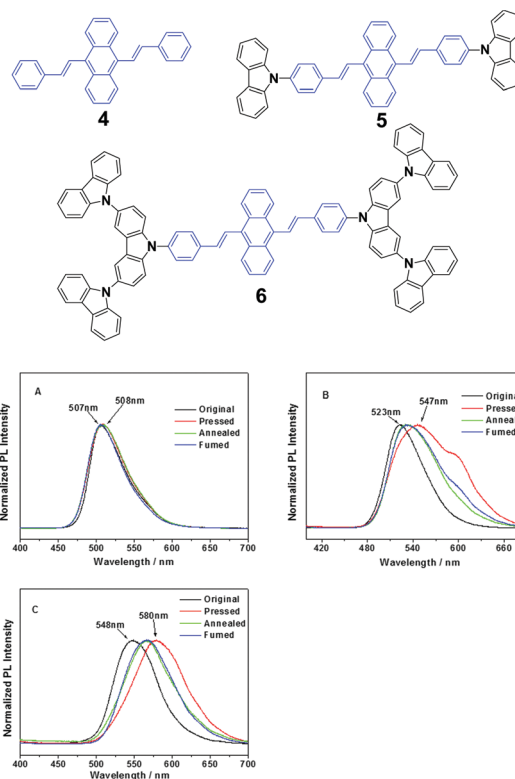 N
N
4
5
N
N
N
N
N
N
6
A
507nm
508nm
Original
Pressed
Annealed
Fumed
Normalized PL Intensity
400 450 500 550 600 650 700
Wavelength / nm
B
523nm
547nm
Original
Fumed
Normalized PL Intensity
420 480 540 600 660
Wavelength / nm
C
548nm
580nm
Original
Pressed
Annealed
Fumed
Normalized PL Intensity
400 450 500 550 600 650 700
Wavelength / nm